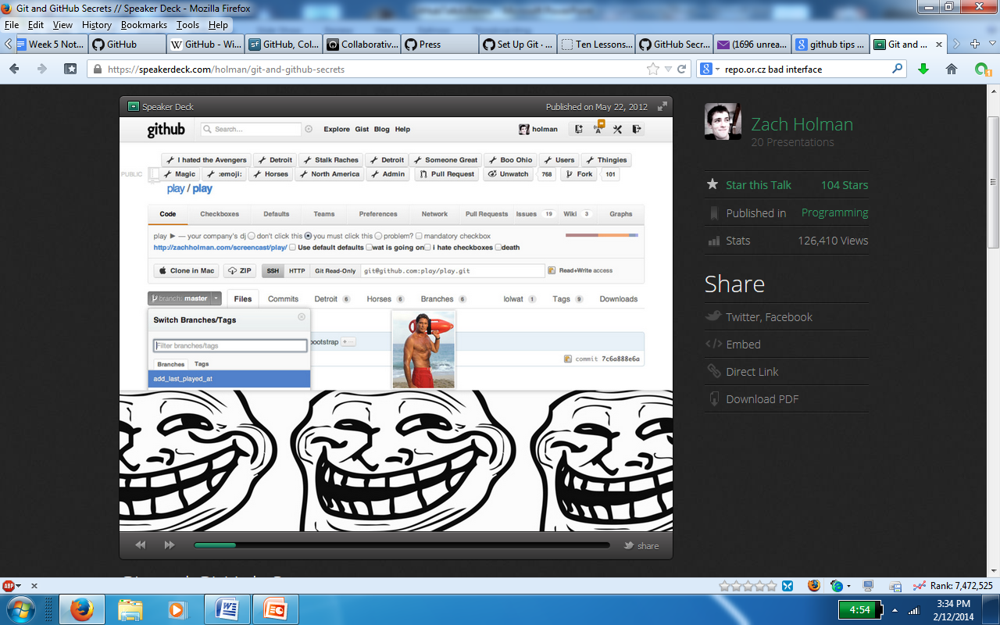 Git and GitHub Secrets // Speaker Deck - Mozilla Firefox
File Edit View History Bookmarks Tools Help
Week 5 Not... GitHub GitHub - Wi... GitHub, Col... Collaborativ... Press Set Up Git · ... Ten Lessons... GitHub Secr... (1696 unrea... github tips ... Git and ...
https://speakerdeck.com/holman/git-and-github-secrets
repo.or.cz bad interface
Speaker Deck
Published on May 22, 2012
github Search... Explore Gist Blog Help holman
I hated the Avengers Detroit Stalk Raches Detroit Someone Great Boo Ohio Users Thingies
PUBLIC Magic :emoji: Horses North America Admin Pull Request Unwatch 768 Fork 101
play / play
Code Checkboxes Defaults Teams Preferences Network Pull Requests Issues 19 Wiki 3 Graphs
play ► — your company's dj don't click this you must click this problem? mandatory checkbox
http://zachholman.com/screencast/play/ Use default defaults wat is going on i hate checkboxes death
Clone in Mac ZIP SSH HTTP Git Read-Only git@github.com:play/play.git Read+Write access
branch: master Files Commits Detroit 6 Horses 6 Branches 6 lolwat 1 Tags 9 Downloads
Switch Branches/Tags
Filter branches/tags
bootstrap
Branches Tags
commit 7c6a888e6a
add_last_played_at
share
Zach Holman
20 Presentations
Star this Talk 104 Stars
Published in Programming
Stats 126,410 Views
Share
Twitter, Facebook
Embed
Direct Link
Download PDF
ABP
Rank: 7,472,525
4:54
3:34 PM
2/12/2014